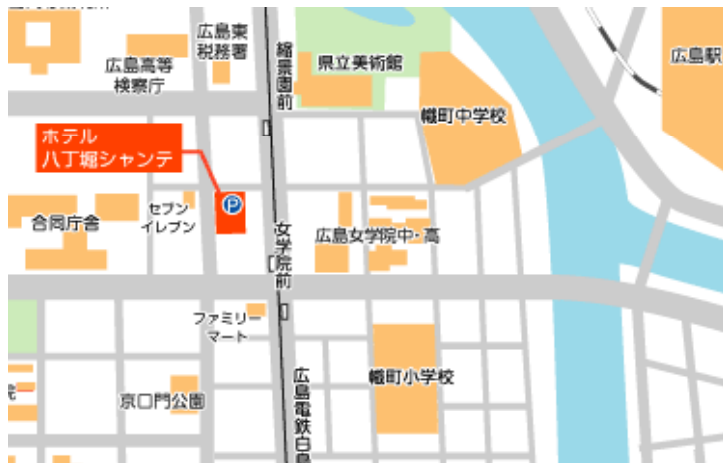 広島東
税務署
広島高等
検察庁
縮景園前
県立美術館
広島駅
幟町中学校
ホテル
八丁堀シャンテ
P
合同庁舎
セブン
イレブン
女学院前
広島女学院中・高
ファミリー
マート
京口門公園
広島電鉄白島
幟町小学校
院